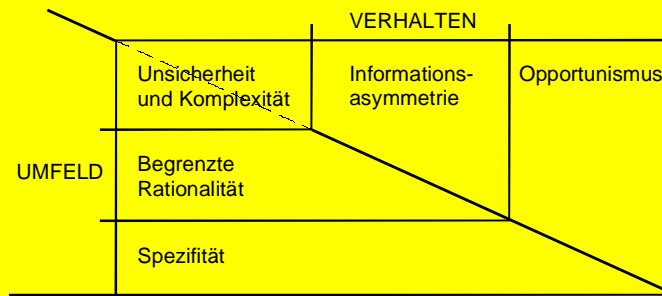 VERHALTEN
Unsicherheit
und Komplexität
Informations-
asymmetrie
Opportunismus
UMFELD
Begrenzte
Rationalität
Spezifität